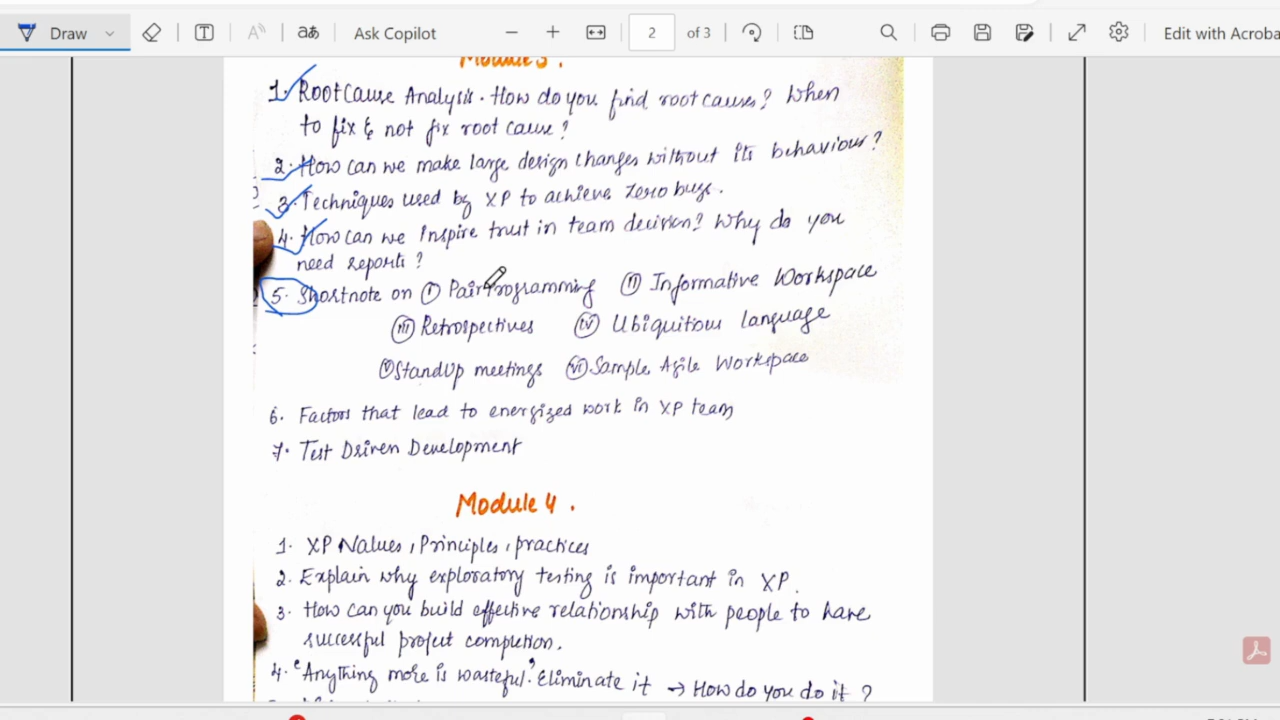 Draw
Ask Copilot
2 of 3
Edit with Acroba
Module 3.
1. Root Cause Analysis. How do you find root causes? When
to fix & not fix root cause?
2. How can we make large design changes without its behaviour?
3. Techniques used by XP to achieve zero bugs.
4. How can we Inspire trust in team decision? Why do you
need reports?
5. Shortnote on (i) Pair Programming (ii) Informative Workspace
(iii) Retrospectives (iv) Ubiquitious language
(v) StandUp meetings (vi) Sample Agile Workspace
6. Factors that lead to energized work in XP team
7. Test Driven Development
Module 4.
1. XP Values, Principles, practices
2. Explain why exploratory testing is important in XP.
3. How can you build effective relationship with people to have
successful project completion.
4. "Anything more is wasteful". Eliminate it → How do you do it?